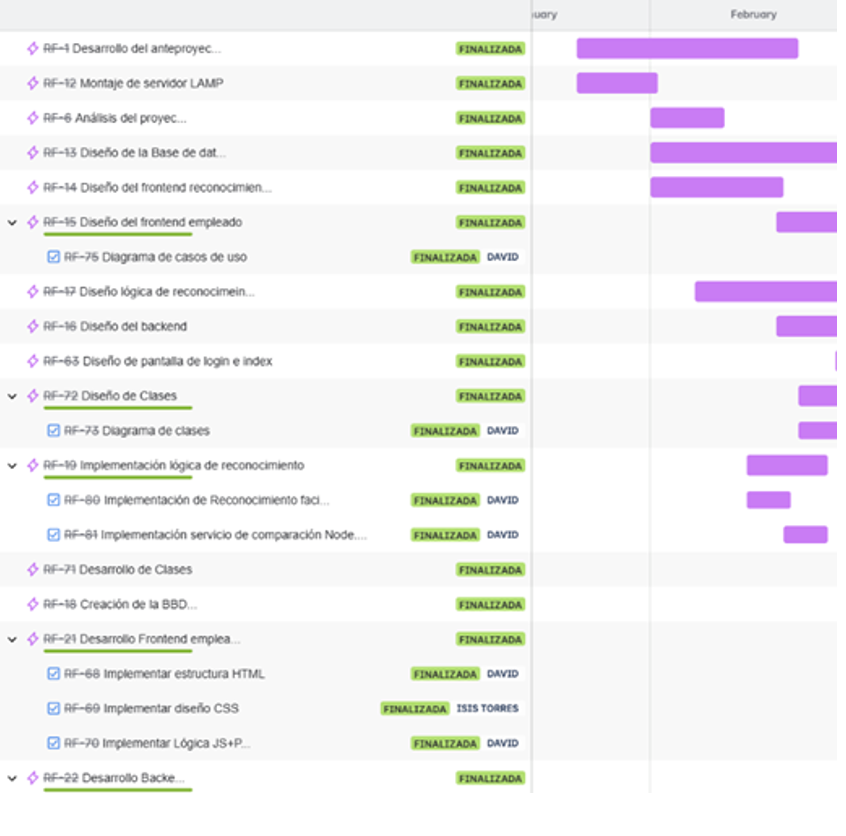 uary February
RF-1 Desarrollo del anteproyec... FINALIZADA
RF-12 Montaje de servidor LAMP FINALIZADA
RF-6 Análisis del proyec... FINALIZADA
RF-13 Diseño de la Base de dat... FINALIZADA
RF-14 Diseño del frontend reconocimien... FINALIZADA
RF-15 Diseño del frontend empleado FINALIZADA
RF-75 Diagrama de casos de uso FINALIZADA DAVID
RF-17 Diseño lógica de reconocimein... FINALIZADA
RF-16 Diseño del backend FINALIZADA
RF-63 Diseño de pantalla de login e index FINALIZADA
RF-72 Diseño de Clases FINALIZADA
RF-73 Diagrama de clases FINALIZADA DAVID
RF-19 Implementación lógica de reconocimiento FINALIZADA
RF-80 Implementación de Reconocimiento faci... FINALIZADA DAVID
RF-81 Implementación servicio de comparación Node.... FINALIZADA DAVID
RF-71 Desarrollo de Clases FINALIZADA
RF-18 Creación de la BBD... FINALIZADA
RF-21 Desarrollo Frontend emplea... FINALIZADA
RF-68 Implementar estructura HTML FINALIZADA DAVID
RF-69 Implementar diseño CSS FINALIZADA ISIS TORRES
RF-70 Implementar Lógica JS+P... FINALIZADA DAVID
RF-22 Desarrollo Backe... FINALIZADA